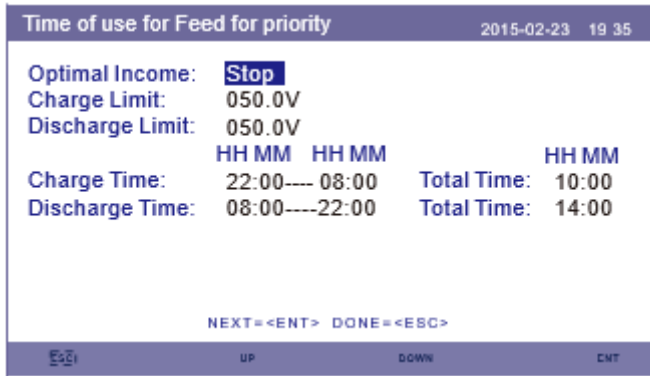 Time of use for Feed for priority 2015-02-23 19 35
Optimal Income: Stop
Charge Limit: 050.0V
Discharge Limit: 050.0V
HH MM HH MM HH MM
Charge Time: 22:00---- 08:00 Total Time: 10:00
Discharge Time: 08:00----22:00 Total Time: 14:00
NEXT=<ENT> DONE=<ESC>
ESC UP DOWN ENT